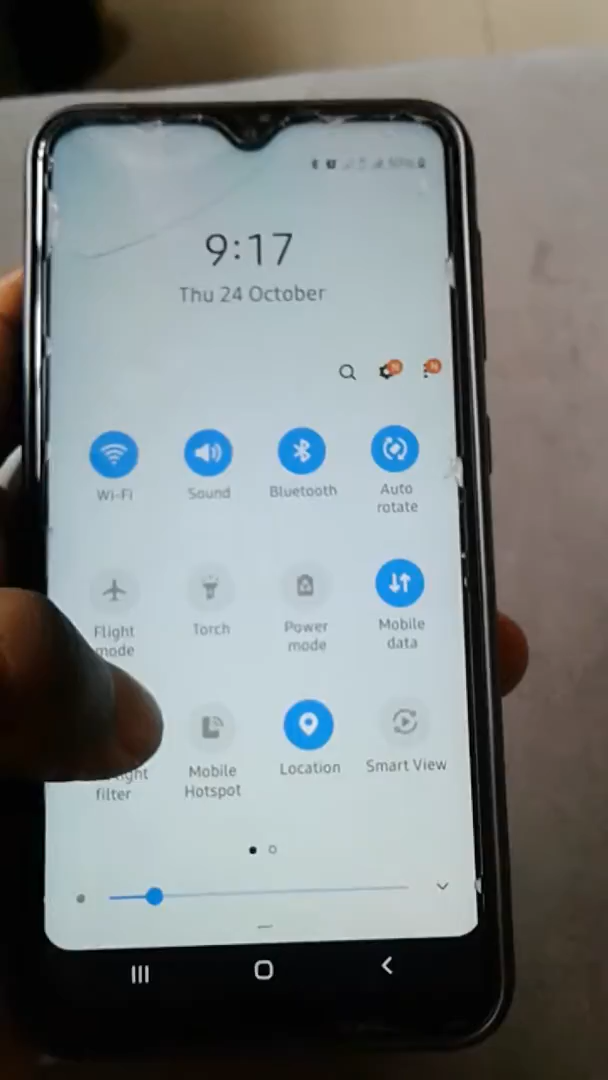 9:17
Thu 24 October
N N
Wi-Fi Sound Bluetooth Auto
rotate
Flight Torch Power Mobile
mode mode data
Mobile Location Smart View
filter Hotspot